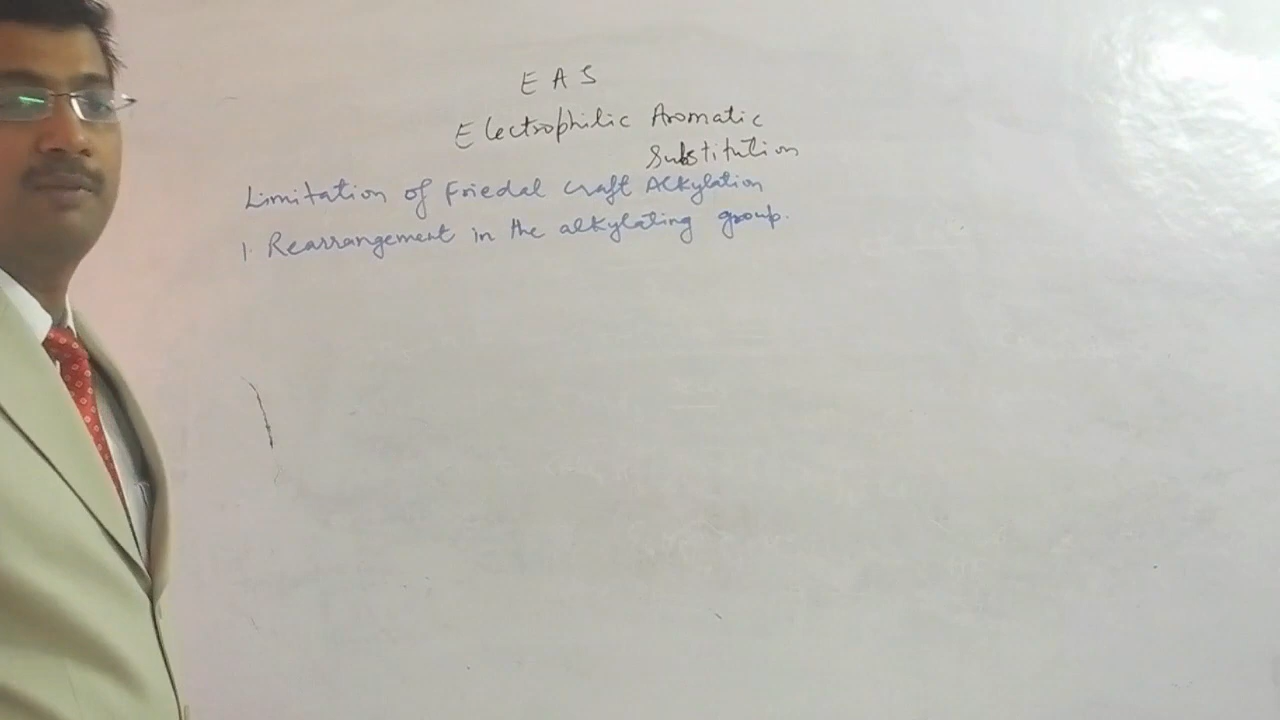 E A S
Electrophilic Aromatic
Substitution
Limitation of Friedal Craft Alkylation
1. Rearrangement in the alkylating group.